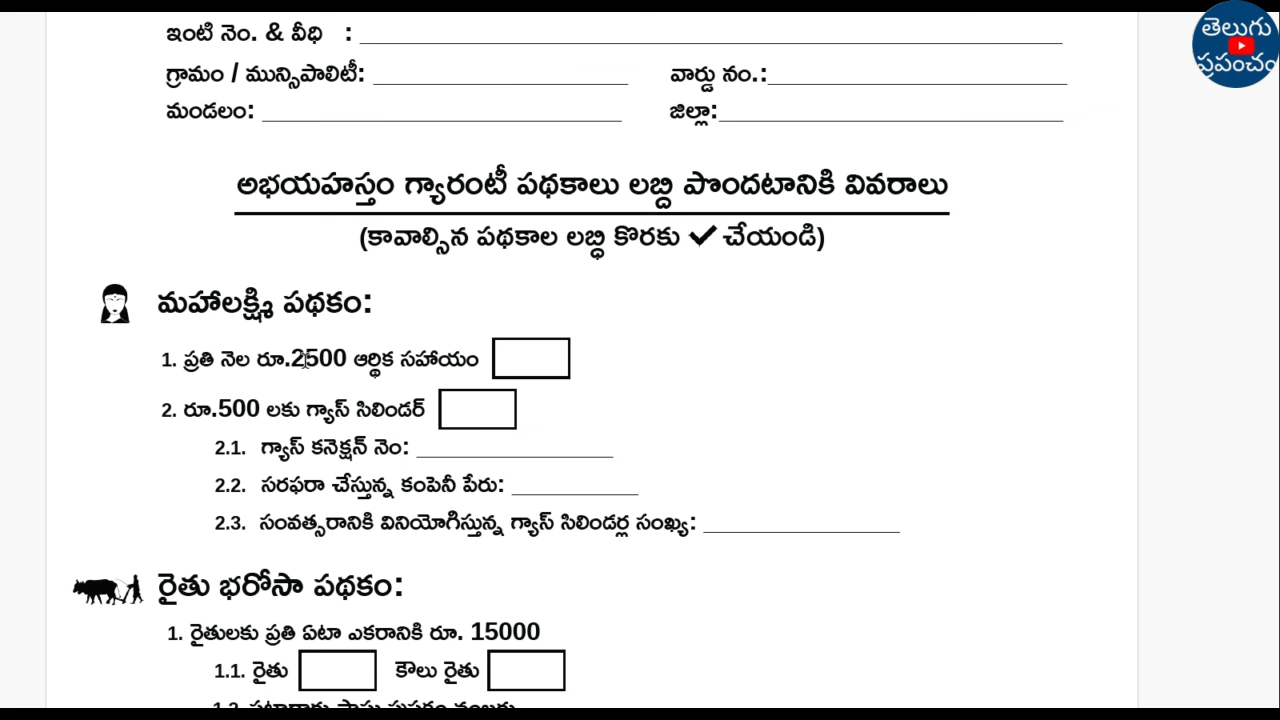 తెలుగు
ప్రపంచం
ఇంటి నెం. & వీధి :
గ్రామం / మున్సిపాలిటీ: వార్డు నం.:
మండలం: జిల్లా:
అభయహస్తం గ్యారంటీ పథకాలు లబ్ది పొందటానికి వివరాలు
(కావాల్సిన పథకాల లబ్ధి కొరకు ✓ చేయండి)
మహాలక్ష్మి పథకం:
1. ప్రతి నెల రూ.2500 ఆర్థిక సహాయం
2. రూ.500 లకు గ్యాస్ సిలిండర్
2.1. గ్యాస్ కనెక్షన్ నెం:
2.2. సరఫరా చేస్తున్న కంపెనీ పేరు:
2.3. సంవత్సరానికి వినియోగిస్తున్న గ్యాస్ సిలిండర్ల సంఖ్య:
రైతు భరోసా పథకం:
1. రైతులకు ప్రతి ఏటా ఎకరానికి రూ. 15000
1.1. రైతు కౌలు రైతు